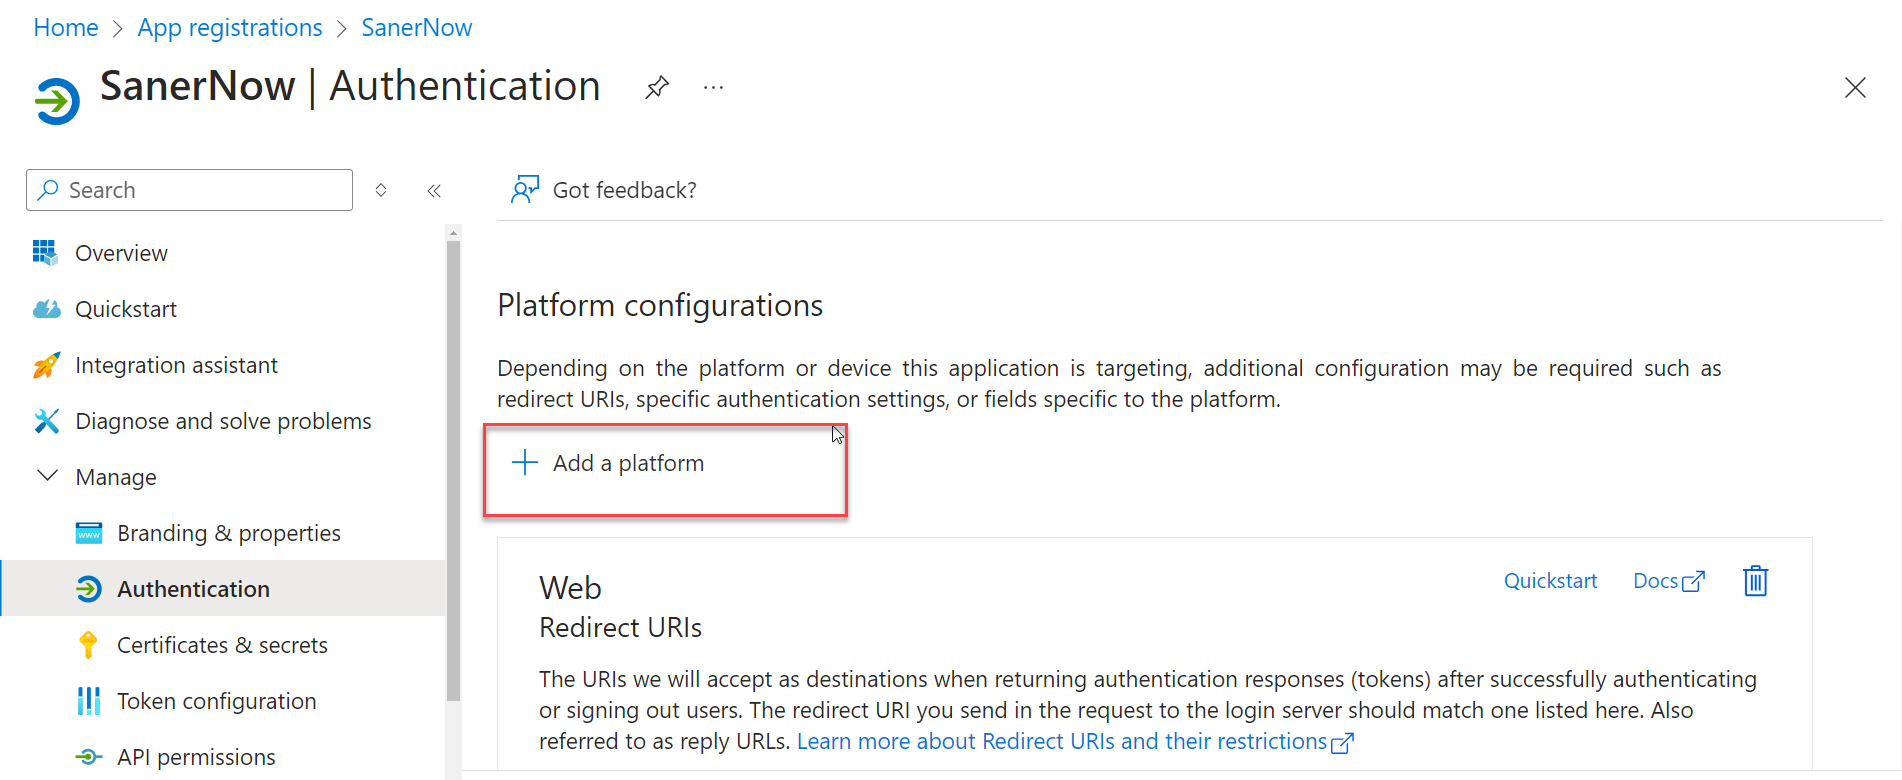 Home > App registrations > SanerNow
SanerNow | Authentication
Search
Got feedback?
Overview
Quickstart
Integration assistant
Diagnose and solve problems
Manage
Branding & properties
Authentication
Certificates & secrets
Token configuration
API permissions
Platform configurations
Depending on the platform or device this application is targeting, additional configuration may be required such as
redirect URIs, specific authentication settings, or fields specific to the platform.
Add a platform
Web
Quickstart
Docs
Redirect URIs
The URIs we will accept as destinations when returning authentication responses (tokens) after successfully authenticating
or signing out users. The redirect URI you send in the request to the login server should match one listed here. Also
referred to as reply URLs. Learn more about Redirect URIs and their restrictions